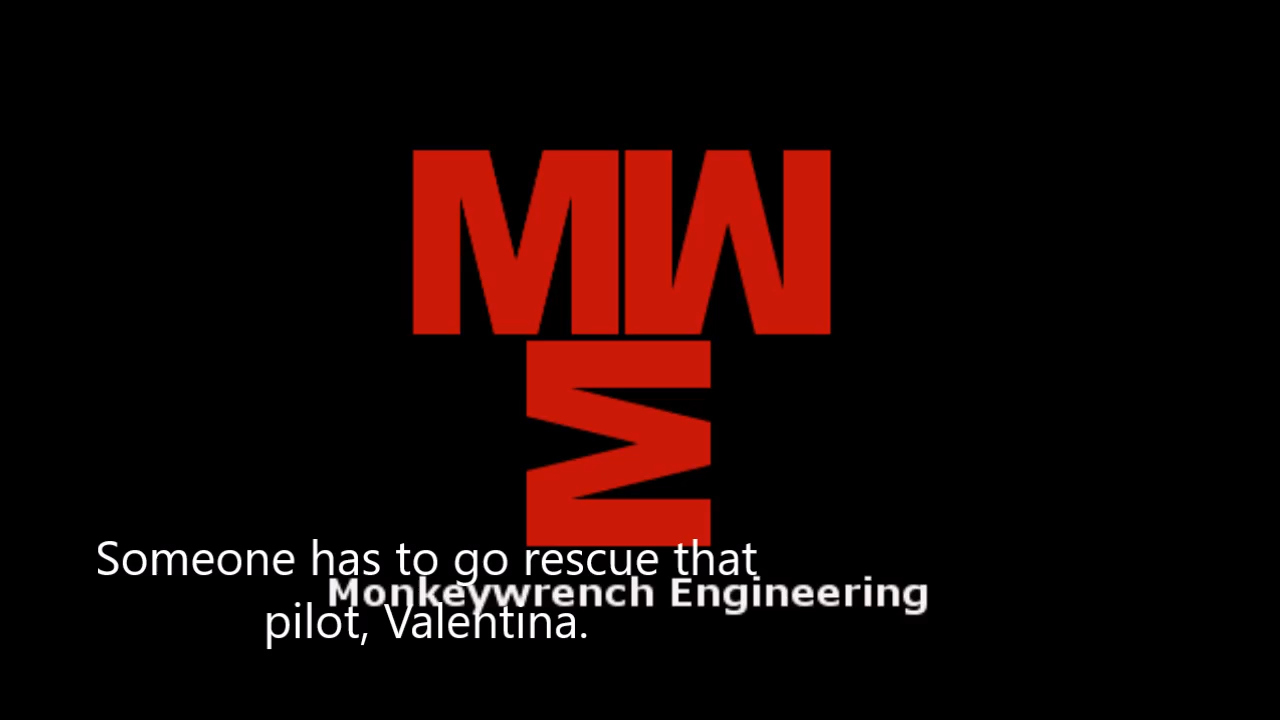 MW
M
Someone has to go rescue that
Monkeywrench Engineering
pilot, Valentina.